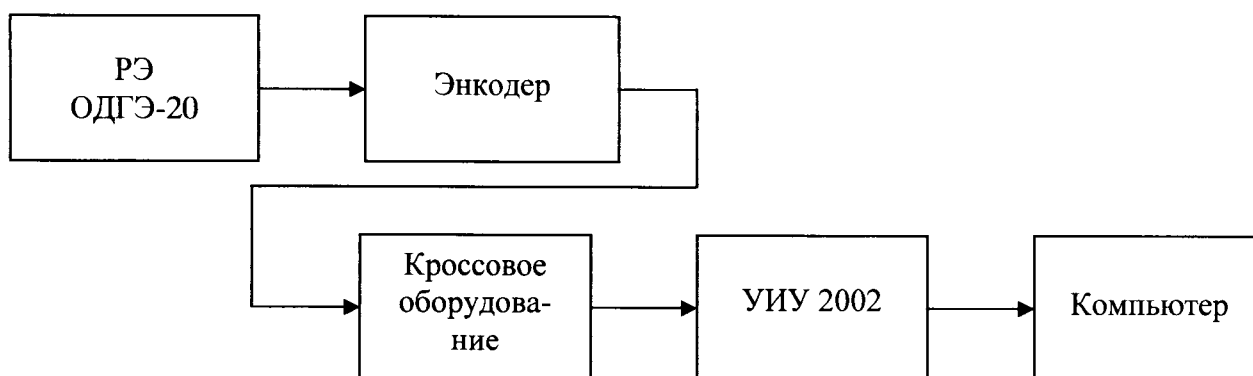 РЭ
ОДГЭ-20
Энкодер
Кроссовое
оборудова-
ние
УИУ 2002
Компьютер